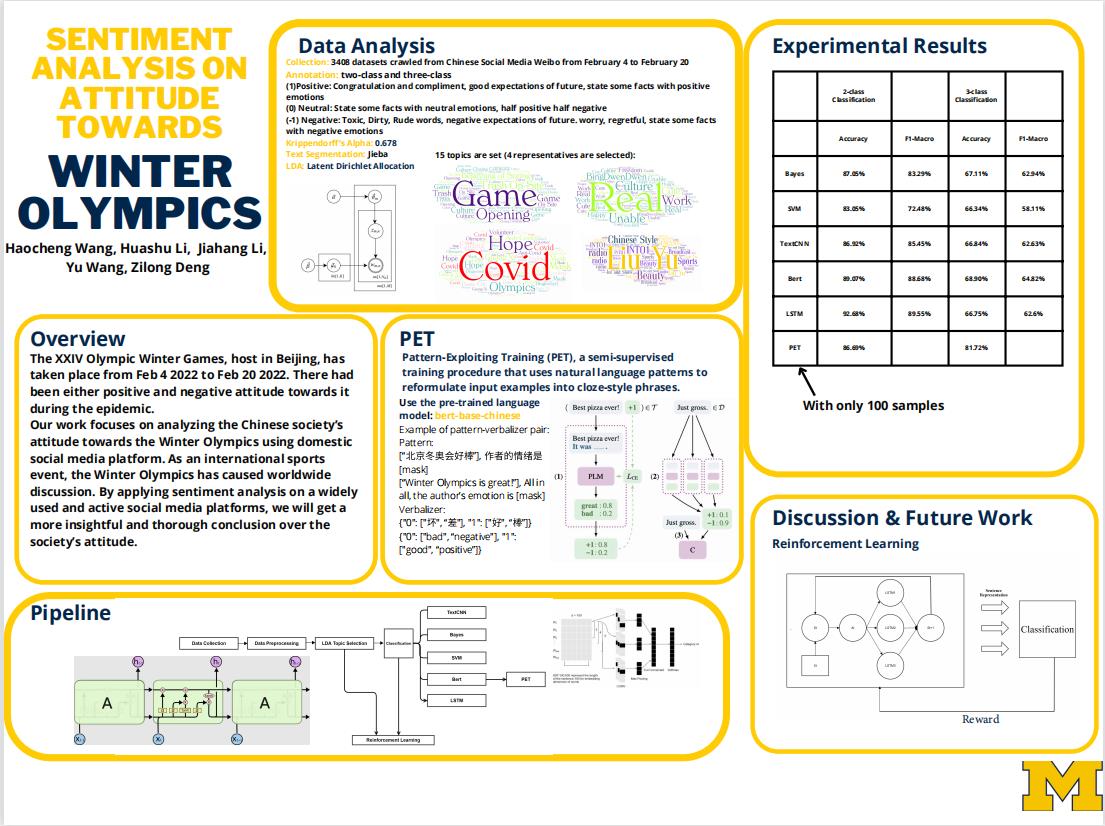 SENTIMENT
ANALYSIS ON
ATTITUDE
TOWARDS
WINTER
OLYMPICS
Haocheng Wang, Huashu Li, Jiahang Li,
Yu Wang, Zilong Deng
Data Analysis
Collection: 3408 datasets crawled from Chinese Social Media Weibo from February 4 to February 20
Annotation: two-class and three-class
(1)Positive: Congratulation and compliment, good expectations of future, state some facts with positive
emotions
(0) Neutral: State some facts with neutral emotions, half positive half negative
(-1) Negative: Toxic, Dirty, Rude words, negative expectations of future. worry, regretful, state some facts
with negative emotions
Krippendorff's Alpha: 0.678
Text Segmentation: Jieba
LDA: Latent Dirichlet Allocation
15 topics are set (4 representatives are selected):
Game
Opening
Real
Work
Unable
Culture
BingDwenDwen
Hope
Covid
Olympics
Chinese Style
INTO1
radio
Liu Yu
Sports
Beauty
Experimental Results
2-class
Classification
3-class
Classification
Accuracy F1-Macro Accuracy F1-Macro
Bayes 87.05% 83.29% 67.11% 62.94%
SVM 83.05% 72.48% 66.34% 58.11%
TextCNN 86.92% 85.45% 66.84% 62.63%
Bert 89.07% 88.68% 68.90% 64.82%
LSTM 92.68% 89.55% 66.75% 62.6%
PET 86.69% 81.72%
With only 100 samples
Overview
The XXIV Olympic Winter Games, host in Beijing, has
taken place from Feb 4 2022 to Feb 20 2022. There had
been either positive and negative attitude towards it
during the epidemic.
Our work focuses on analyzing the Chinese society's
attitude towards the Winter Olympics using domestic
social media platform. As an international sports
event, the Winter Olympics has caused worldwide
discussion. By applying sentiment analysis on a widely
used and active social media platforms, we will get a
more insightful and thorough conclusion over the
society's attitude.
PET
Pattern-Exploiting Training (PET), a semi-supervised
training procedure that uses natural language patterns to
reformulate input examples into cloze-style phrases.
Use the pre-trained language
model: bert-base-chinese
Example of pattern-verbalizer pair:
Pattern:
["北京冬奥会好棒"], 作者的情绪是
[mask]
["Winter Olympics is great!"], All in
all, the author's emotion is [mask]
Verbalizer:
{"0": ["坏", "差"], "1": ["好", "棒"]}
{"0": ["bad", "negative"], "1":
["good", "positive"]}
( Best pizza ever! +1 ) ∈ T
Just gross. ∈ D
Best pizza ever!
It was ...... .
(1)
PLM
L CE
(2)
great : 0.8
bad : 0.2
Just gross.
+1 : 0.1
−1 : 0.9
(3)
+1 : 0.8
−1 : 0.2
C
Discussion & Future Work
Reinforcement Learning
LSTM1
LSTM2
LSTM3
Sentence
Representation
Classification
Reward
Pipeline
Data Collection
Data Preprocessing
LDA Topic Selection
Classification
TextCNN
Bayes
SVM
Bert
PET
LSTM
Reinforcement Learning
A
A
M